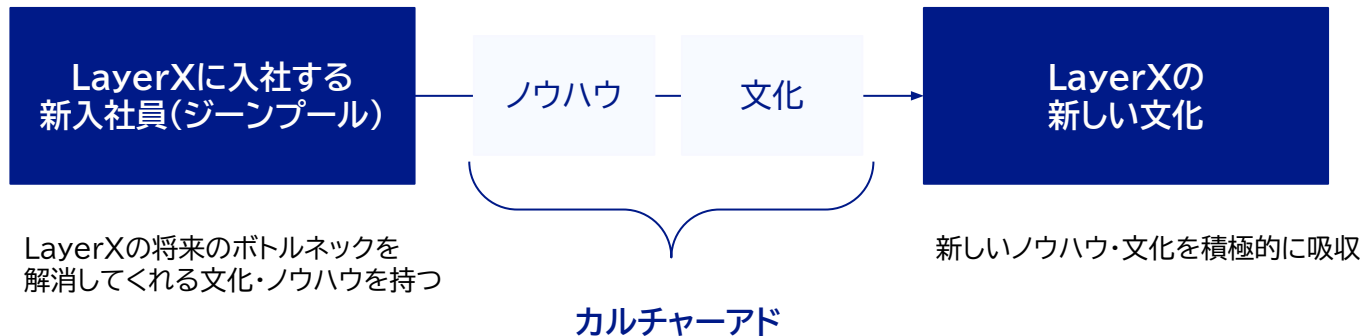 LayerXに入社する
新入社員(ジーンプール)
ノウハウ
文化
LayerXの
新しい文化
LayerXの将来のボトルネックを
解消してくれる文化・ノウハウを持つ
新しいノウハウ・文化を積極的に吸収
カルチャーアド